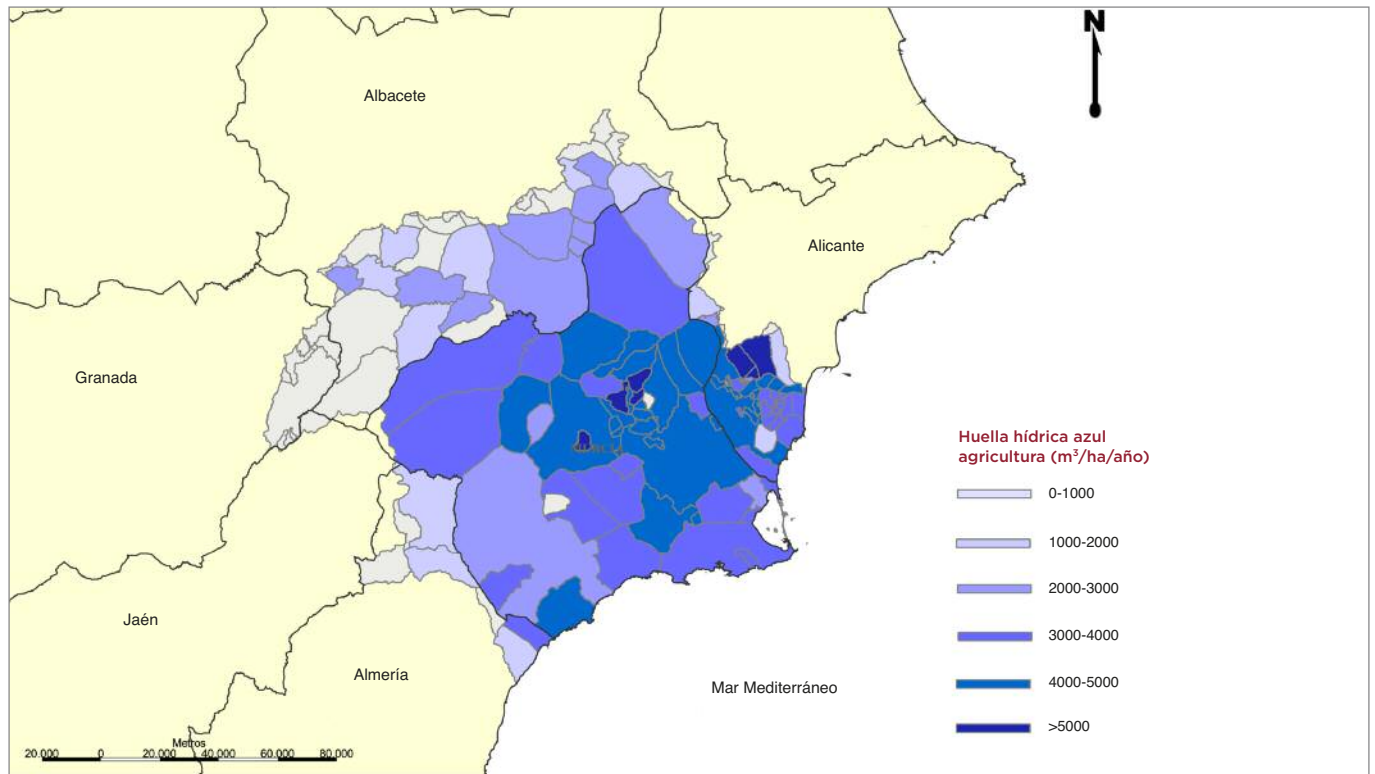 N
Albacete
Alicante
Granada
Huella hídrica azul
agricultura (m³/ha/año)
0-1000
1000-2000
2000-3000
3000-4000
4000-5000
>5000
Jaén
Almería
Mar Mediterráneo
Metros
20.000 0 20.000 40.000 60.000 80.000